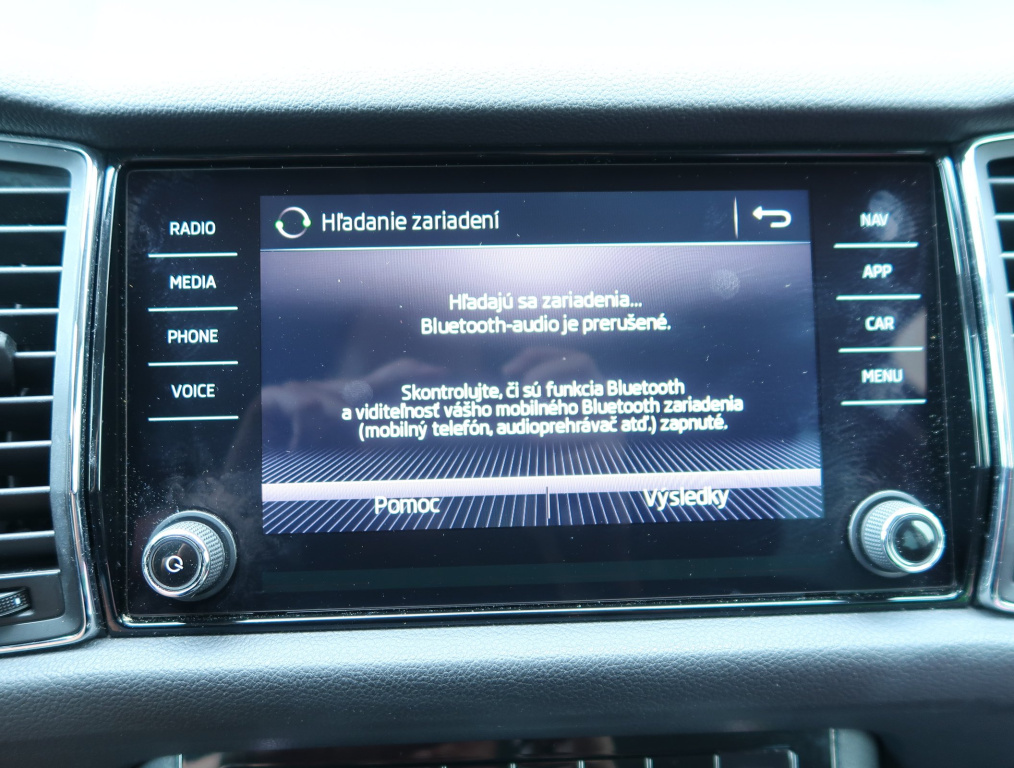 RADIO
MEDIA
PHONE
VOICE
Hľadanie zariadení
Hľadajú sa zariadenia...
Bluetooth-audio je prerušené.
Skontrolujte, či sú funkcia Bluetooth
a viditeľnosť vášho mobilného Bluetooth zariadenia
(mobilný telefón, audioprehrávač atď.) zapnuté.
Pomoc
Výsledky
NAV
APP
CAR
MENU